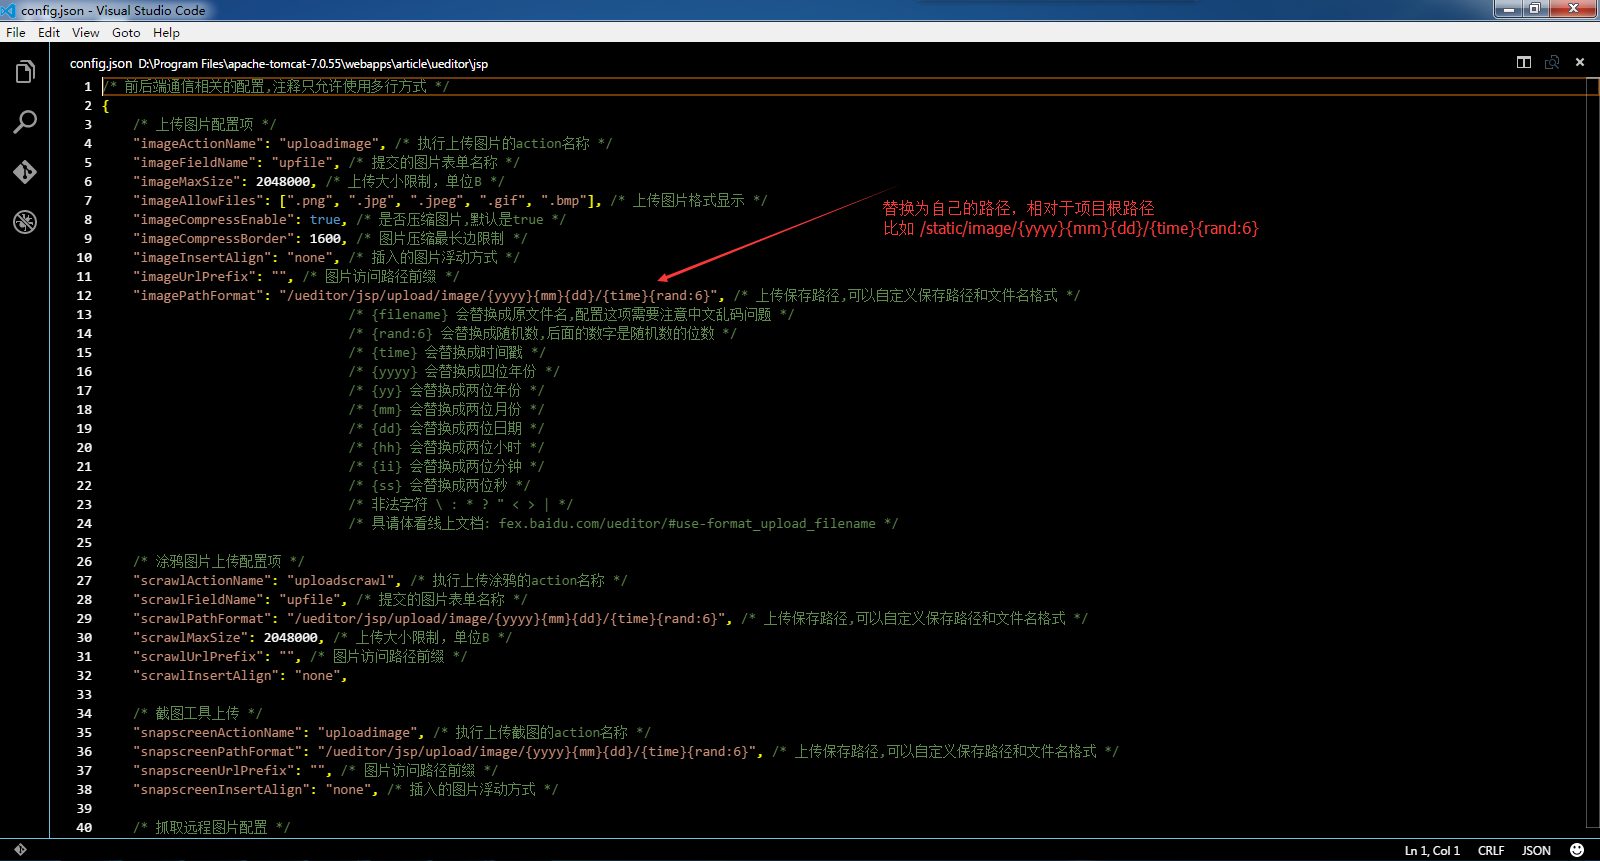 config.json - Visual Studio Code
File Edit View Goto Help
config.json D:\Program Files\apache-tomcat-7.0.55\webapps\article\ueditor\jsp
1 /* 前后端通信相关的配置,注释只允许使用多行方式 */
2 {
3 /* 上传图片配置项 */
4 "imageActionName": "uploadimage", /* 执行上传图片的action名称 */
5 "imageFieldName": "upfile", /* 提交的图片表单名称 */
6 "imageMaxSize": 2048000, /* 上传大小限制，单位B */
7 "imageAllowFiles": [".png", ".jpg", ".jpeg", ".gif", ".bmp"], /* 上传图片格式显示 */
8 "imageCompressEnable": true, /* 是否压缩图片,默认是true */
9 "imageCompressBorder": 1600, /* 图片压缩最长边限制 */
10 "imageInsertAlign": "none", /* 插入的图片浮动方式 */
11 "imageUrlPrefix": "", /* 图片访问路径前缀 */
12 "imagePathFormat": "/ueditor/jsp/upload/image/{yyyy}{mm}{dd}/{time}{rand:6}", /* 上传保存路径,可以自定义保存路径和文件名格式 */
替换为自己的路径，相对于项目根路径
比如 /static/image/{yyyy}{mm}{dd}/{time}{rand:6}
13 /* {filename} 会替换成原文件名,配置这项需要注意中文乱码问题 */
14 /* {rand:6} 会替换成随机数,后面的数字是随机数的位数 */
15 /* {time} 会替换成时间戳 */
16 /* {yyyy} 会替换成四位年份 */
17 /* {yy} 会替换成两位年份 */
18 /* {mm} 会替换成两位月份 */
19 /* {dd} 会替换成两位日期 */
20 /* {hh} 会替换成两位小时 */
21 /* {ii} 会替换成两位分钟 */
22 /* {ss} 会替换成两位秒 */
23 /* 非法字符 \ : * ? " < > | */
24 /* 具请体看线上文档: fex.baidu.com/ueditor/#use-format_upload_filename */
25
26 /* 涂鸦图片上传配置项 */
27 "scrawlActionName": "uploadscrawl", /* 执行上传涂鸦的action名称 */
28 "scrawlFieldName": "upfile", /* 提交的图片表单名称 */
29 "scrawlPathFormat": "/ueditor/jsp/upload/image/{yyyy}{mm}{dd}/{time}{rand:6}", /* 上传保存路径,可以自定义保存路径和文件名格式 */
30 "scrawlMaxSize": 2048000, /* 上传大小限制，单位B */
31 "scrawlUrlPrefix": "", /* 图片访问路径前缀 */
32 "scrawlInsertAlign": "none",
33
34 /* 截图工具上传 */
35 "snapscreenActionName": "uploadimage", /* 执行上传截图的action名称 */
36 "snapscreenPathFormat": "/ueditor/jsp/upload/image/{yyyy}{mm}{dd}/{time}{rand:6}", /* 上传保存路径,可以自定义保存路径和文件名格式 */
37 "snapscreenUrlPrefix": "", /* 图片访问路径前缀 */
38 "snapscreenInsertAlign": "none", /* 插入的图片浮动方式 */
39
40 /* 抓取远程图片配置 */
Ln 1, Col 1 CRLF JSON